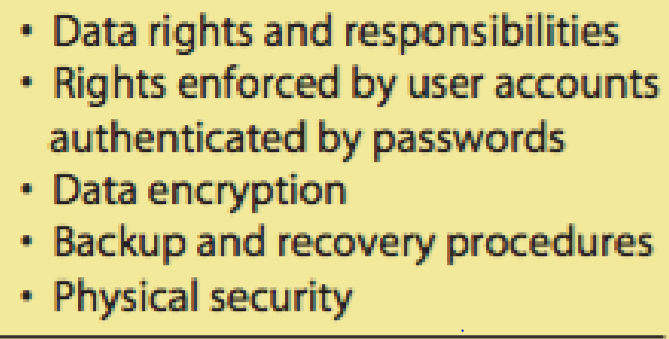 • Data rights and responsibilities
• Rights enforced by user accounts
authenticated by passwords
• Data encryption
• Backup and recovery procedures
• Physical security